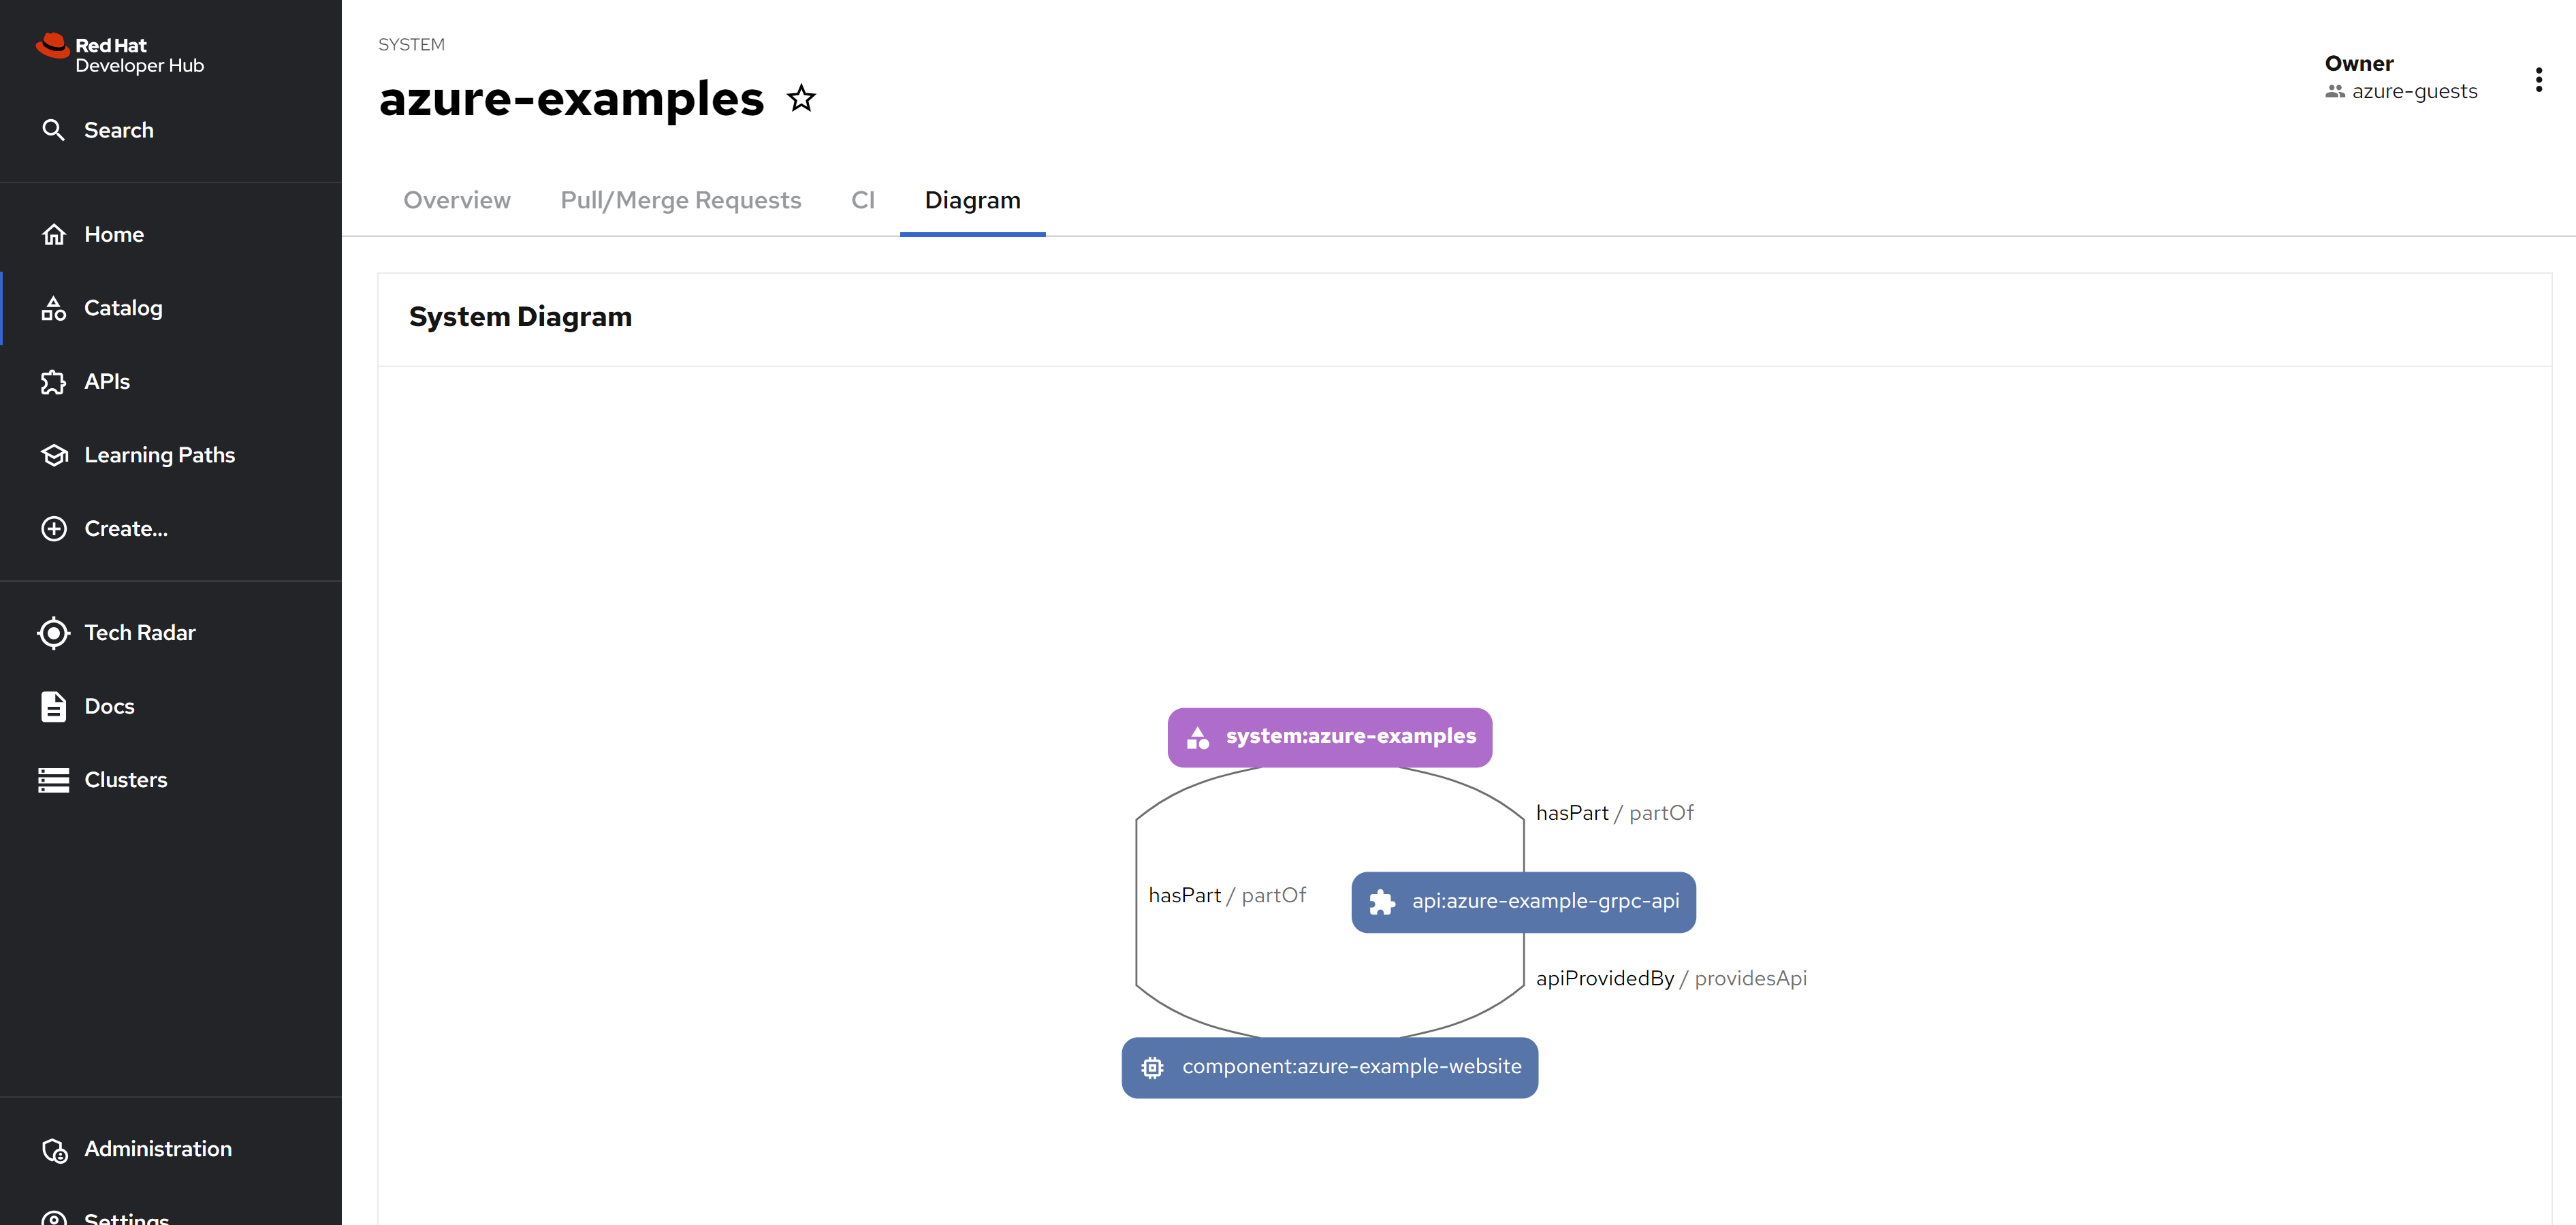 Red Hat
Developer Hub
Search
Home
Catalog
APIs
Learning Paths
Create...
Tech Radar
Docs
Clusters
Administration
Settings
SYSTEM
azure-examples
Owner
azure-guests
Overview Pull/Merge Requests CI Diagram
System Diagram
system:azure-examples
hasPart / partOf
hasPart / partOf
api:azure-example-grpc-api
apiProvidedBy / providesApi
component:azure-example-website